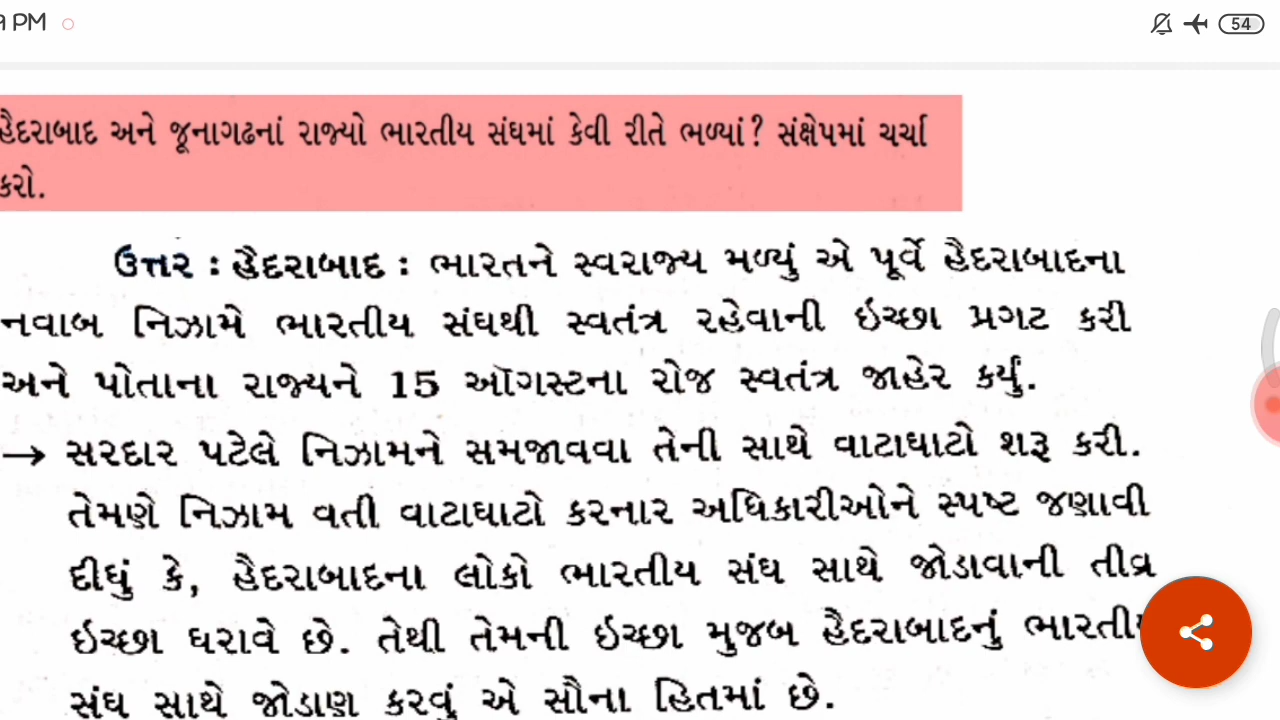 9 PM
54
હૈદરાબાદ અને જૂનાગઢનાં રાજ્યો ભારતીય સંઘમાં કેવી રીતે ભળ્યાં? સંક્ષેપમાં ચર્ચા
કરો.
ઉત્તર : હૈદરાબાદ : ભારતને સ્વરાજ્ય મળ્યું એ પૂર્વે હૈદરાબાદના
નવાબ નિઝામે ભારતીય સંઘથી સ્વતંત્ર રહેવાની ઇચ્છા પ્રગટ કરી
અને પોતાના રાજ્યને 15 ઑગસ્ટના રોજ સ્વતંત્ર જાહેર કર્યું.
→ સરદાર પટેલે નિઝામને સમજાવવા તેની સાથે વાટાઘાટો શરૂ કરી.
તેમણે નિઝામ વતી વાટાઘાટો કરનાર અધિકારીઓને સ્પષ્ટ જણાવી
દીધું કે, હૈદરાબાદના લોકો ભારતીય સંઘ સાથે જોડાવાની તીવ્ર
ઇચ્છા ધરાવે છે. તેથી તેમની ઇચ્છા મુજબ હૈદરાબાદનું ભારતીય
સંઘ સાથે જોડાણ કરવું એ સૌના હિતમાં છે.